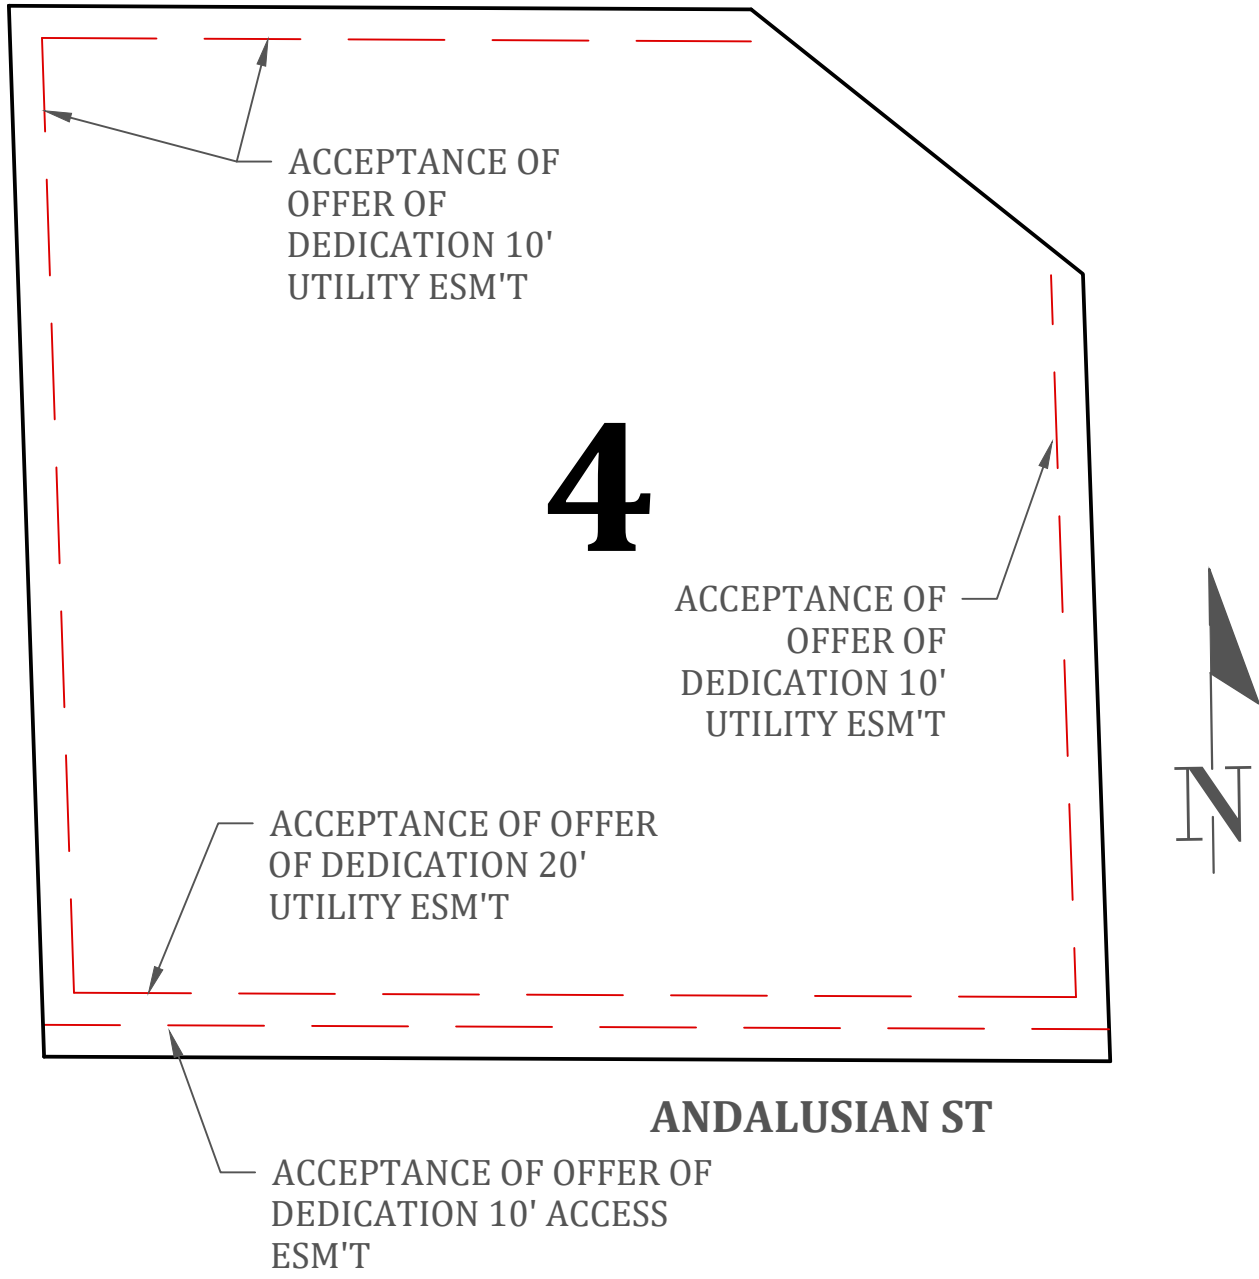 ACCEPTANCE OF
OFFER OF
DEDICATION 10'
UTILITY ESM'T
4
ACCEPTANCE OF
OFFER OF
DEDICATION 10'
UTILITY ESM'T
N
ACCEPTANCE OF OFFER
OF DEDICATION 20'
UTILITY ESM'T
ANDALUSIAN ST
ACCEPTANCE OF OFFER OF
DEDICATION 10' ACCESS
ESM'T